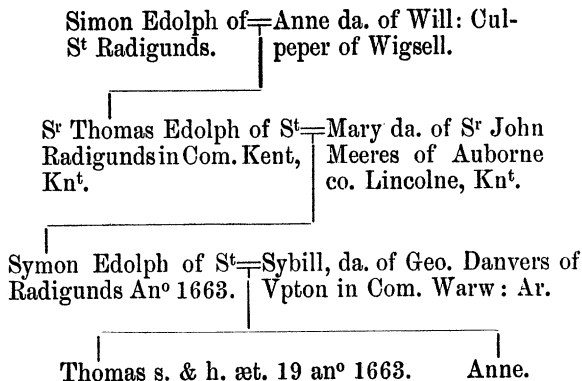 Simon Edolph of Anne da. of Will: Cul-
Sᵗ Radigunds. peper of Wigsell.
Sʳ Thomas Edolph of Sᵗ Mary da. of Sʳ John
Radigunds in Com. Kent, Meeres of Auborne
Knᵗ. co. Lincolne, Knᵗ.
Symon Edolph of Sᵗ Sybill, da. of Geo. Danvers of
Radigunds Anᵒ 1663. Vpton in Com. Warw: Ar.
Thomas s. & h. æt. 19 anᵒ 1663. Anne.